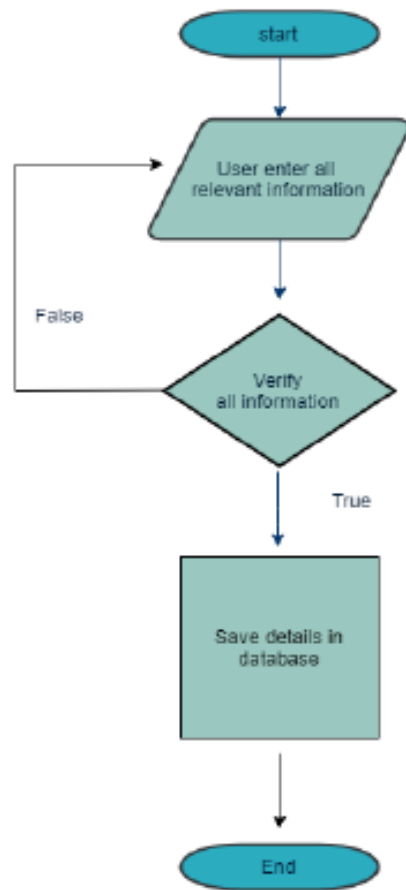 start
User enter all
relevant information
False
Verify
all information
True
Save details in
database
End